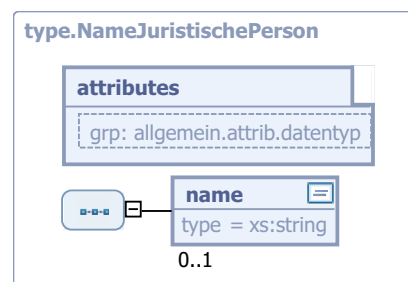 type.NameJuristischePerson
attributes
grp: allgemein.attrib.datentyp
name
type = xs:string
0..1